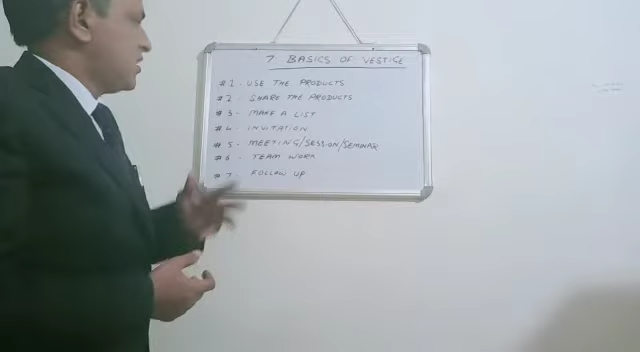 7 BASICS OF VESTIGE
#1 - USE THE PRODUCTS
#2 - SHARE THE PRODUCTS
#3 - MAKE A LIST
#4 - INVITATION
#5 - MEETING/SESSION/SEMINAR
#6 - TEAM WORK
#7 - FOLLOW UP